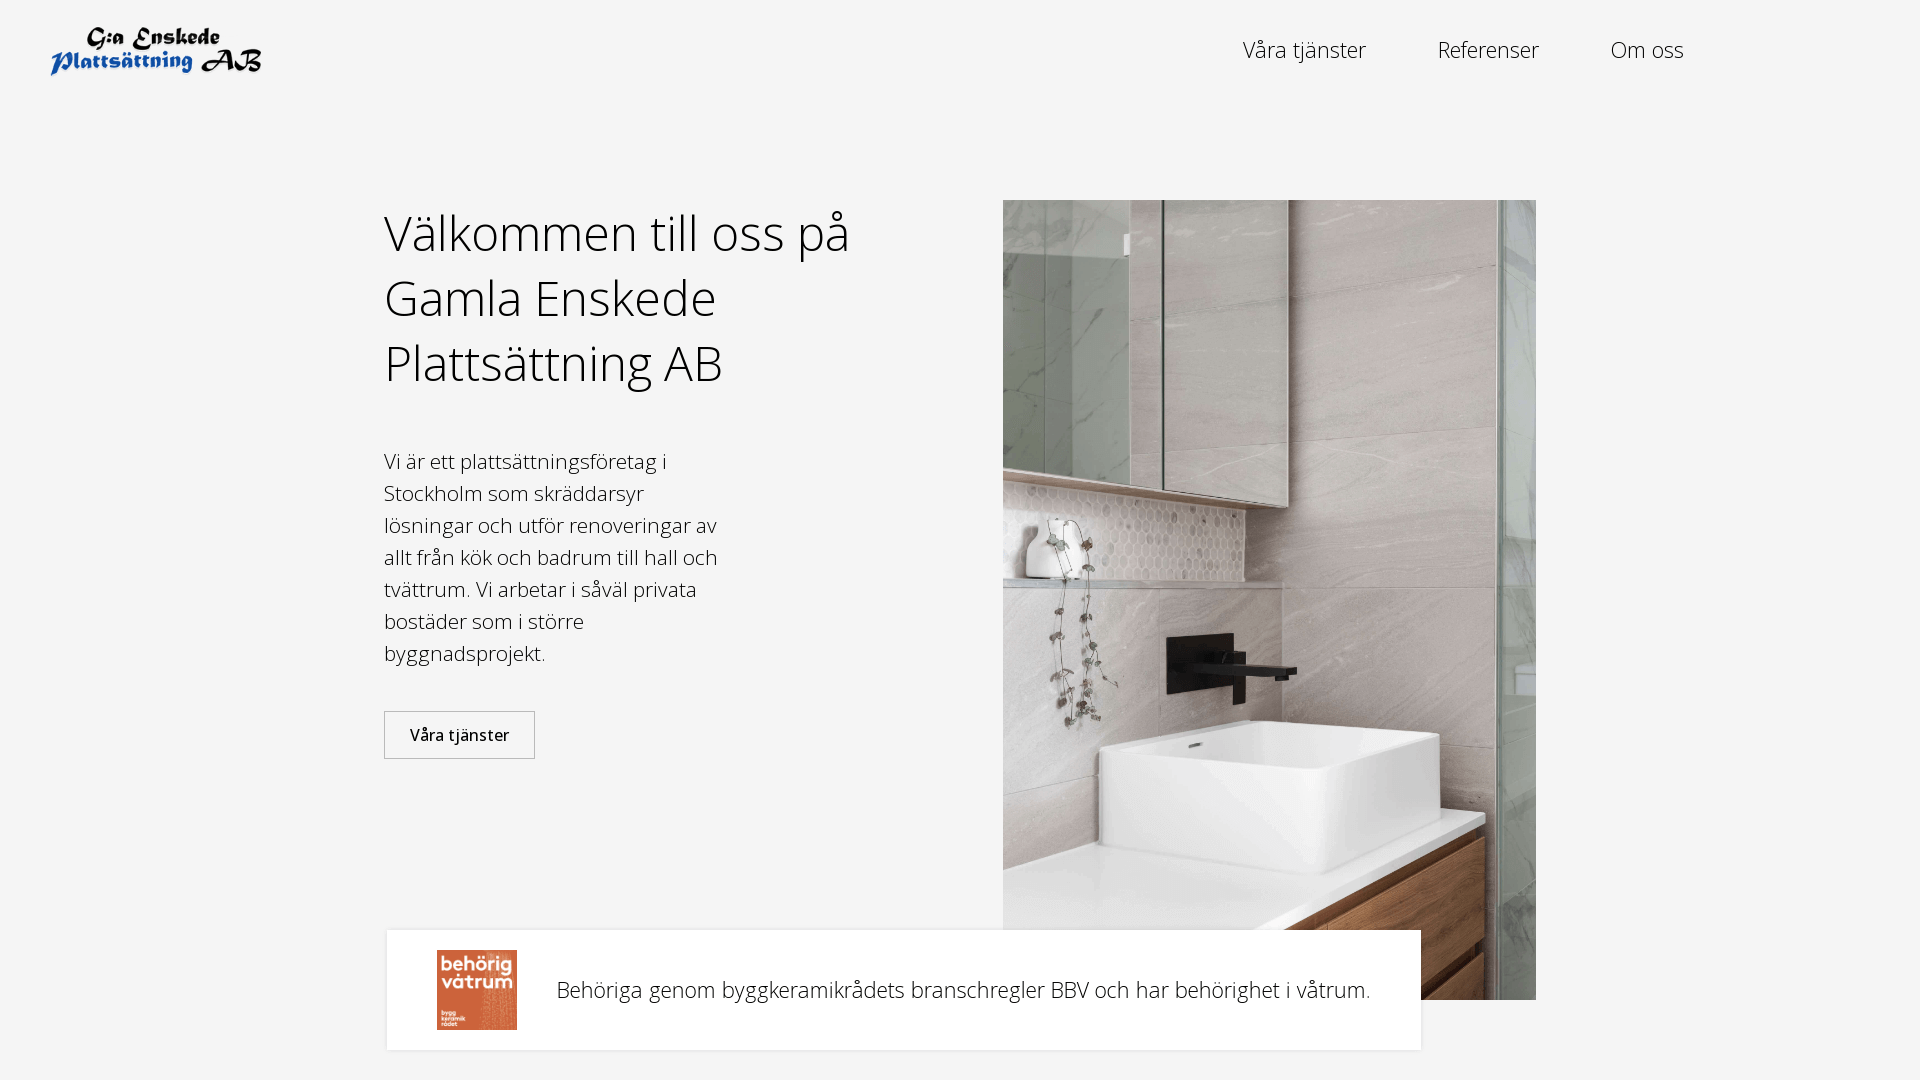 G:a Enskede
Plattsättning AB
Våra tjänster
Referenser
Om oss
Välkommen till oss på
Gamla Enskede
Plattsättning AB
Vi är ett plattsättningsföretag i
Stockholm som skräddarsyr
lösningar och utför renoveringar av
allt från kök och badrum till hall och
tvättrum. Vi arbetar i såväl privata
bostäder som i större
byggnadsprojekt.
Våra tjänster
behörig
våtrum
bygg
keramik
rådet
Behöriga genom byggkeramikrådets branschregler BBV och har behörighet i våtrum.